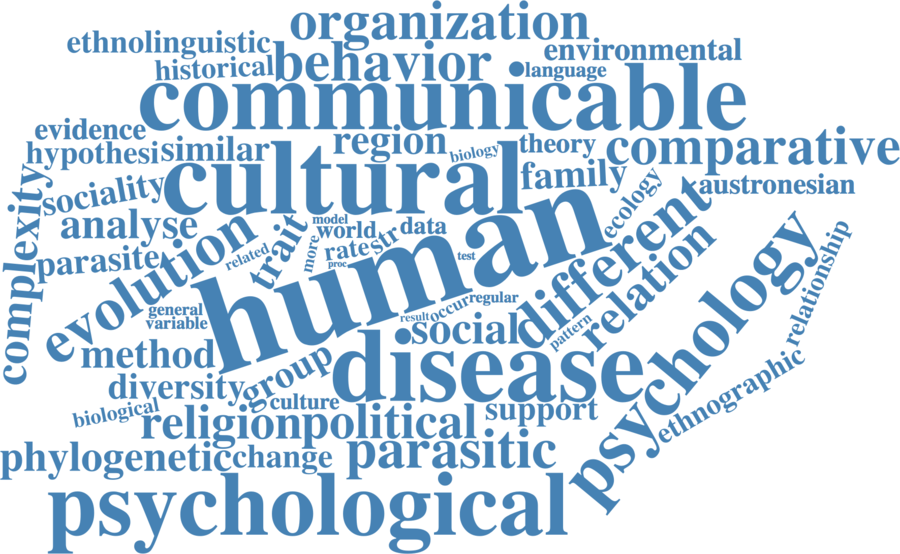 organization
ethnolinguistic
behavior
environmental
historical
language
communicable
evidence
region
theory
comparative
hypothesi
similar
biology
cultural
family
sociality
ecology
austronesian
complexity
analyse
trait
model
world
data
different
evolution
related
more
rate
str
human
test
proc
parasite
relation
psychology
relationship
general
variable
result
occur
regular
pattern
social
method
disease
group
diversity
culture
ethnographic
biological
religion
political
support
phylogenetic
change
parasitic
psychological